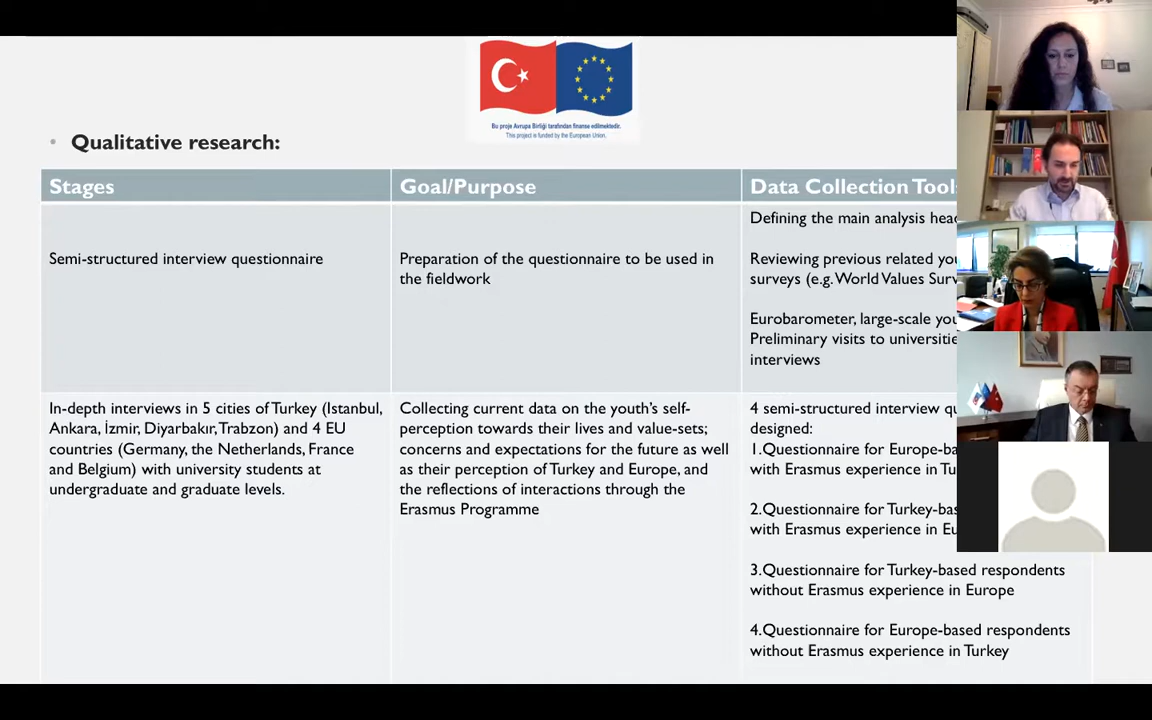 Bu proje Avrupa Birliği tarafından finanse edilmektedir.
This project is funded by the European Union.
• Qualitative research:
Stages
Goal/Purpose
Data Collection
Semi-structured interview questionnaire
Preparation of the questionnaire to be used in
the fieldwork
Defining the main analysis
Reviewing previous related
surveys (e.g. World Values
Eurobarometer, large-scale
Preliminary visits to
interviews
In-depth interviews in 5 cities of Turkey (Istanbul,
Ankara, İzmir, Diyarbakır, Trabzon) and 4 EU
countries (Germany, the Netherlands, France
and Belgium) with university students at
undergraduate and graduate levels.
Collecting current data on the youth's self-
perception towards their lives and value-sets;
concerns and expectations for the future as well
as their perception of Turkey and Europe, and
the reflections of interactions through the
Erasmus Programme
4 semi-structured interview
designed:
1.Questionnaire for
with Erasmus experience in
2.Questionnaire for
with Erasmus experience in
3.Questionnaire for Turkey-based respondents
without Erasmus experience in Europe
4.Questionnaire for Europe-based respondents
without Erasmus experience in Turkey